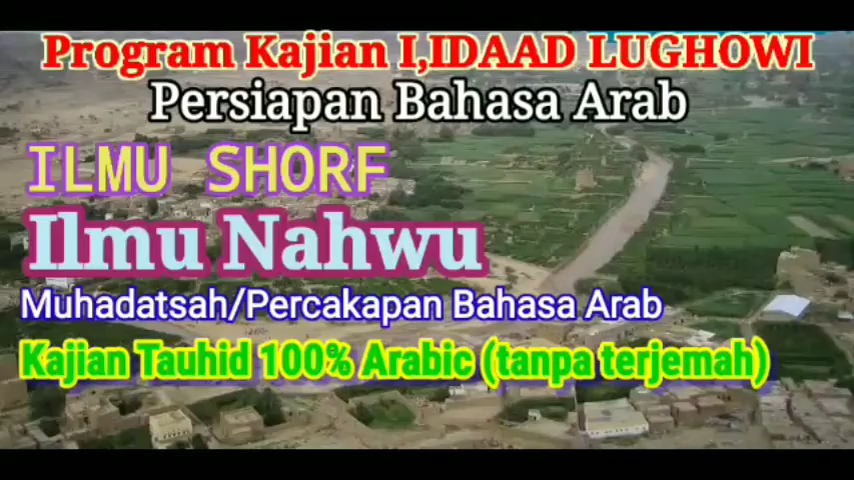 Program Kajian I,IDAAD LUGHOWI
Persiapan Bahasa Arab
ILMU SHORF
Ilmu Nahwu
Muhadatsah/Percakapan Bahasa Arab
Kajian Tauhid 100% Arabic (tanpa terjemah)